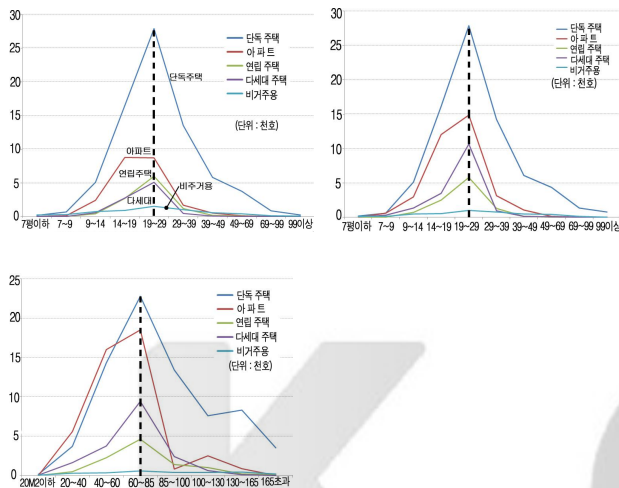 30
25
20
15
10
5
0
단독 주택
아 파 트
연립 주택
다세대 주택
비거주용
(단위 : 천호)
단독주택
아파트
연립주택
비주거용
다세대
7평이하 7~9 9~14 14~19 19~29 29~39 39~49 49~69 69~99 99이상
30
25
20
15
10
5
0
단독 주택
아 파 트
연립 주택
다세대 주택
비거주용
(단위 : 천호)
7평이하 7~9 9~14 14~19 19~29 29~39 39~49 49~69 69~99 99이상
25
20
15
10
5
0
단독 주택
아 파 트
연립 주택
다세대 주택
비거주용
(단위 : 천호)
20M2이하 20~40 40~60 60~85 85~100 100~130 130~165 165초과